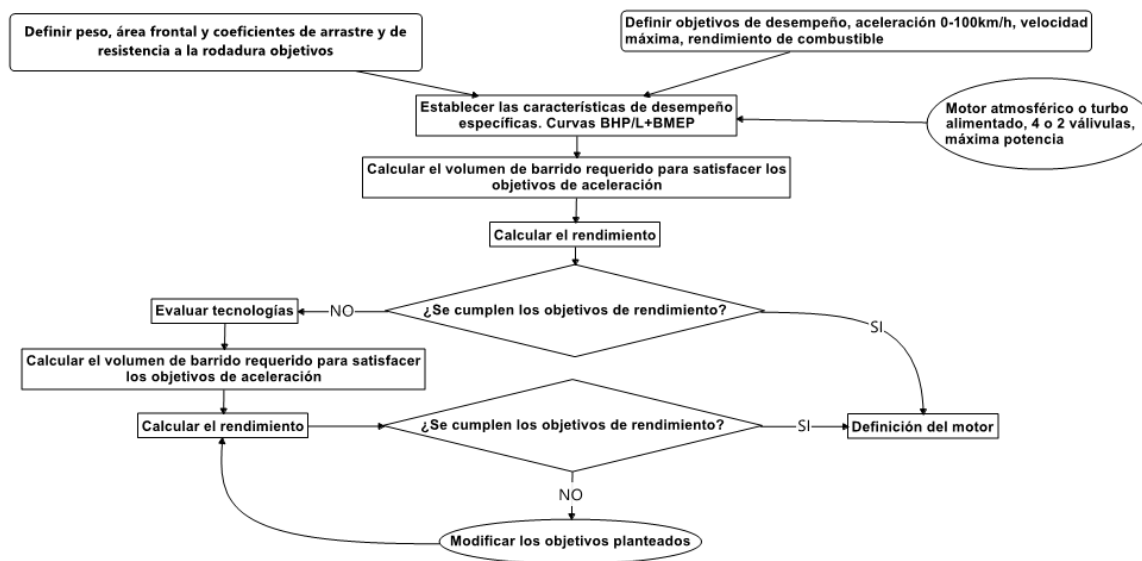 Definir peso, área frontal y coeficientes de arrastre y de
resistencia a la rodadura objetivos
Definir objetivos de desempeño, aceleración 0-100km/h, velocidad
máxima, rendimiento de combustible
Establecer las características de desempeño
específicas. Curvas BHP/L+BMEP
Motor atmosférico o turbo
alimentado, 4 o 2 válivulas,
máxima potencia
Calcular el volumen de barrido requerido para satisfacer los
objetivos de aceleración
Calcular el rendimiento
¿Se cumplen los objetivos de rendimiento?
NO
SI
Evaluar tecnologías
Calcular el volumen de barrido requerido para satisfacer
los objetivos de aceleración
Calcular el rendimiento
¿Se cumplen los objetivos de rendimiento?
SI
Definición del motor
NO
Modificar los objetivos planteados